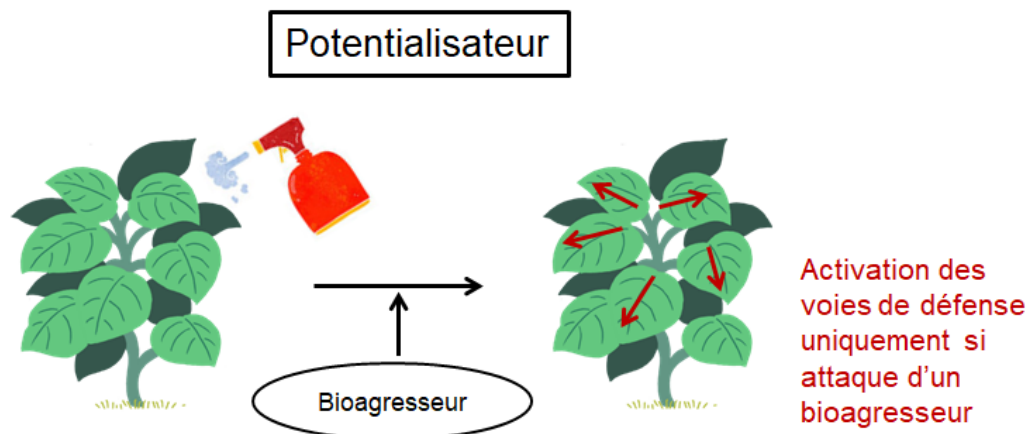 Potentialisateur
Bioagresseur
Activation des
voies de défense
uniquement si
attaque d'un
bioagresseur